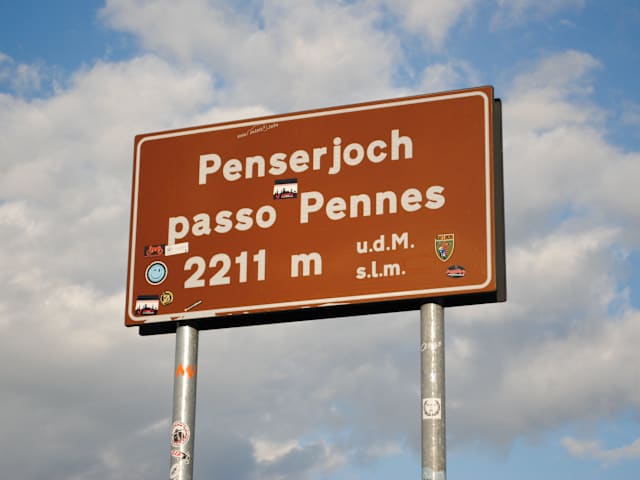 Penserjoch
passo Pennes
2211 m
u.d.M.
s.l.m.